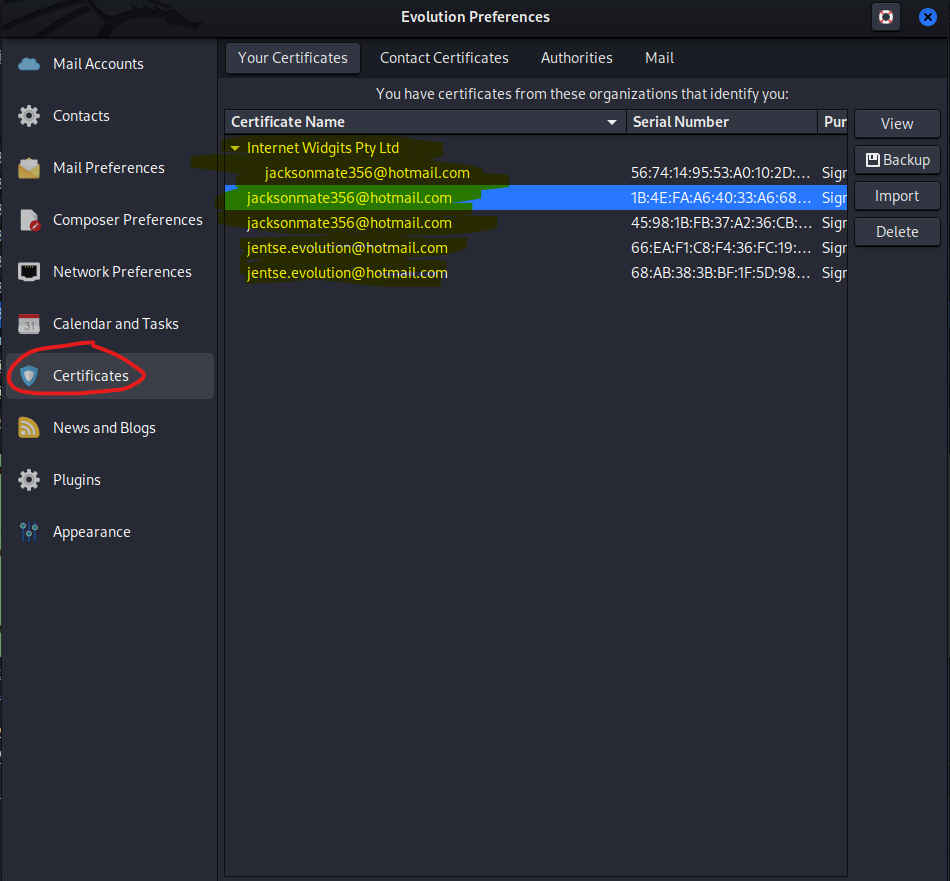 Evolution Preferences
Mail Accounts
Contacts
Mail Preferences
Composer Preferences
Network Preferences
31
Calendar and Tasks
Certificates
News and Blogs
Plugins
Appearance
Your Certificates Contact Certificates Authorities Mail
You have certificates from these organizations that identify you:
Certificate Name Serial Number Pur
Internet Widgits Pty Ltd
jacksonmate356@hotmail.com 56:74:14:95:53:A0:10:2D:... Sigr
jacksonmate356@hotmail.com 1B:4E:FA:A6:40:33:A6:68... Sigr
jacksonmate356@hotmail.com 45:98:1B:FB:37:A2:36:CB:... Sigr
jentse.evolution@hotmail.com 66:EA:F1:C8:F4:36:FC:19:... Sigr
jentse.evolution@hotmail.com 68:AB:38:3B:BF:1F:5D:98... Sigr
View
Backup
Import
Delete